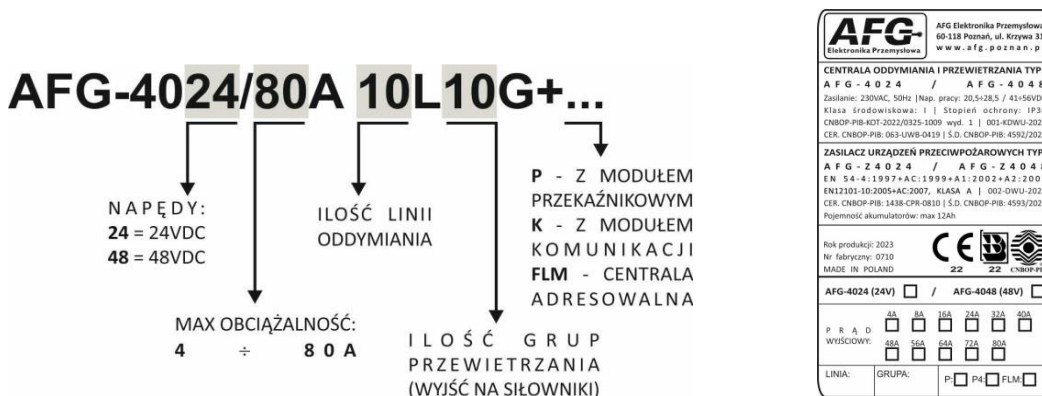 AFG-4024/80A 10L10G+...
NAPĘDY:
24 = 24VDC
48 = 48VDC
MAX OBCIĄŻALNOŚĆ:
4 ÷ 80A
ILOŚĆ LINII
ODDYMIANIA
ILOŚĆ GRUP
PRZEWIETRZANIA
(WYJŚĆ NA SIŁOWNIKI)
P - Z MODUŁEM
PRZEKAŹNIKOWYM
K - Z MODUŁEM
KOMUNIKACJI
FLM - CENTRALA
ADRESOWALNA
AFG
Elektronika Przemysłowa
AFG Elektronika Przemysłowa
60-118 Poznań, ul. Krzywa 31
www.afg.poznan.p
CENTRALA ODDYMIANIA I PRZEWIETRZANIA TYP
AFG-4024 / AFG-4048
Zasilanie: 230VAC, 50Hz | Nap. pracy: 20,5÷28,5 / 41÷56VD
Klasa środowiskowa: I | Stopień ochrony: IP3
CNBOP-PIB-KOT-2022/0325-1009 wyd. 1 | 001-KDWU-202
CER. CNBOP-PIB: 063-UWB-0419 | Ś.D. CNBOP-PIB: 4592/202
ZASILACZ URZĄDZEŃ PRZECIWPOŻAROWYCH TYP
AFG-Z4024 / AFG-Z4048
EN 54-4:1997+AC:1999+A1:2002+A2:200
EN12101-10:2005+AC:2007, KLASA A | 002-DWU-202
CER. CNBOP-PIB: 1438-CPR-0810 | Ś.D. CNBOP-PIB: 4593/202
Pojemność akumulatorów: max 12Ah
Rok produkcji: 2023
Nr fabryczny: 0710
MADE IN POLAND
CE B
22 22 CNBOP-PI
AFG-4024 (24V) / AFG-4048 (48V)
PRĄD
WYJŚCIOWY:
4A 8A 16A 24A 32A 40A
48A 56A 64A 72A 80A
LINIA: GRUPA: P: P4: FLM: